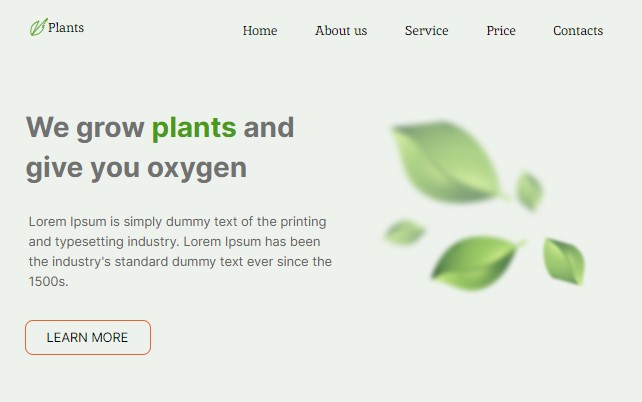 Plants
Home About us Service Price Contacts
We grow plants and
give you oxygen
Lorem Ipsum is simply dummy text of the printing
and typesetting industry. Lorem Ipsum has been
the industry's standard dummy text ever since the
1500s.
LEARN MORE